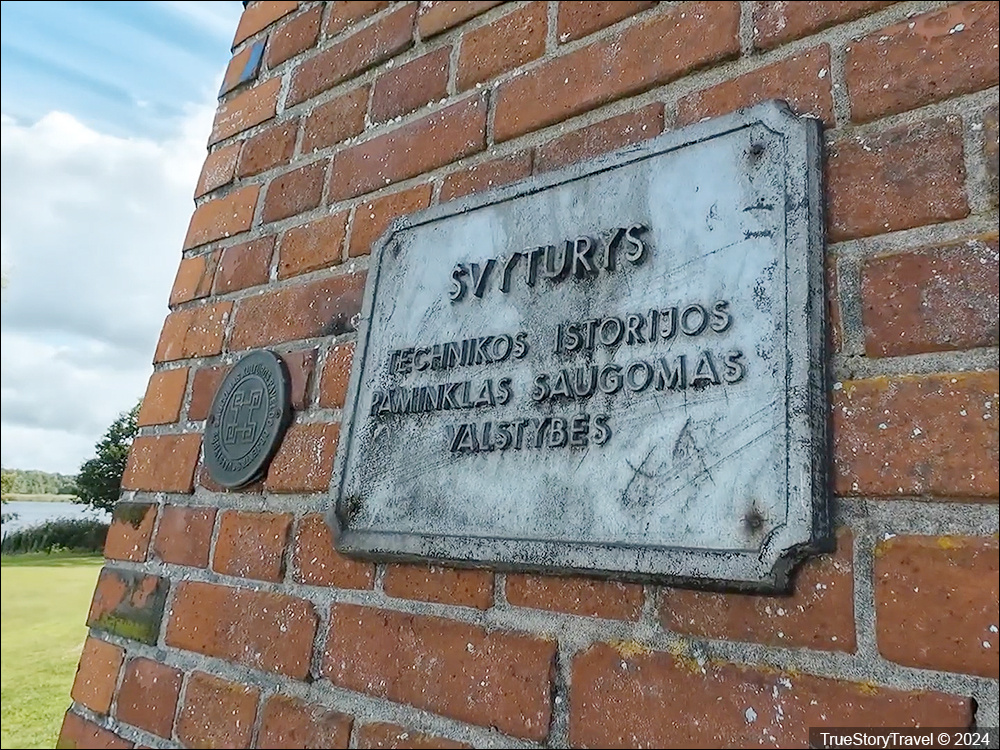 ŠVYTURYS
TECHNIKOS ISTORIJOS
PAMINKLAS SAUGOMAS
VALSTYBĖS
TrueStoryTravel © 2024